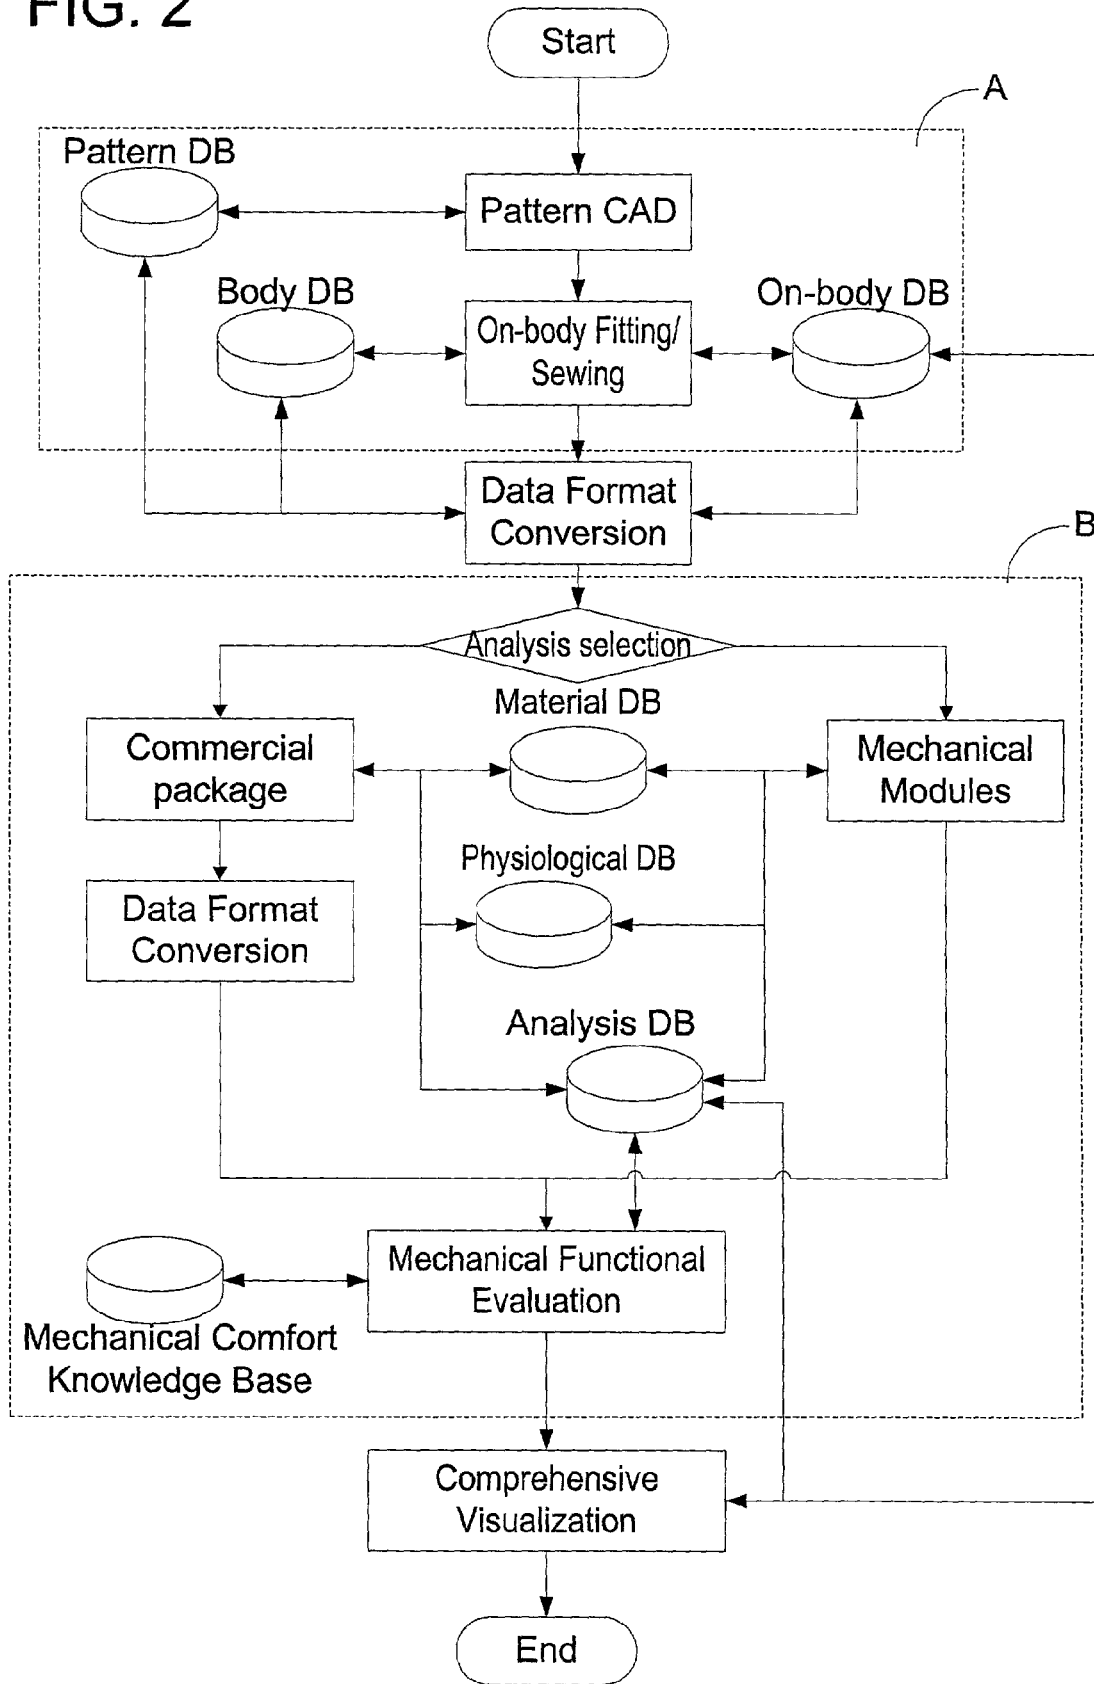 FIG. 2
Start
A
Pattern DB
Pattern CAD
Body DB
On-body DB
On-body Fitting/
Sewing
Data Format
Conversion
B
Analysis selection
Material DB
Commercial
package
Mechanical
Modules
Physiological DB
Data Format
Conversion
Analysis DB
Mechanical Functional
Evaluation
Mechanical Comfort
Knowledge Base
Comprehensive
Visualization
End